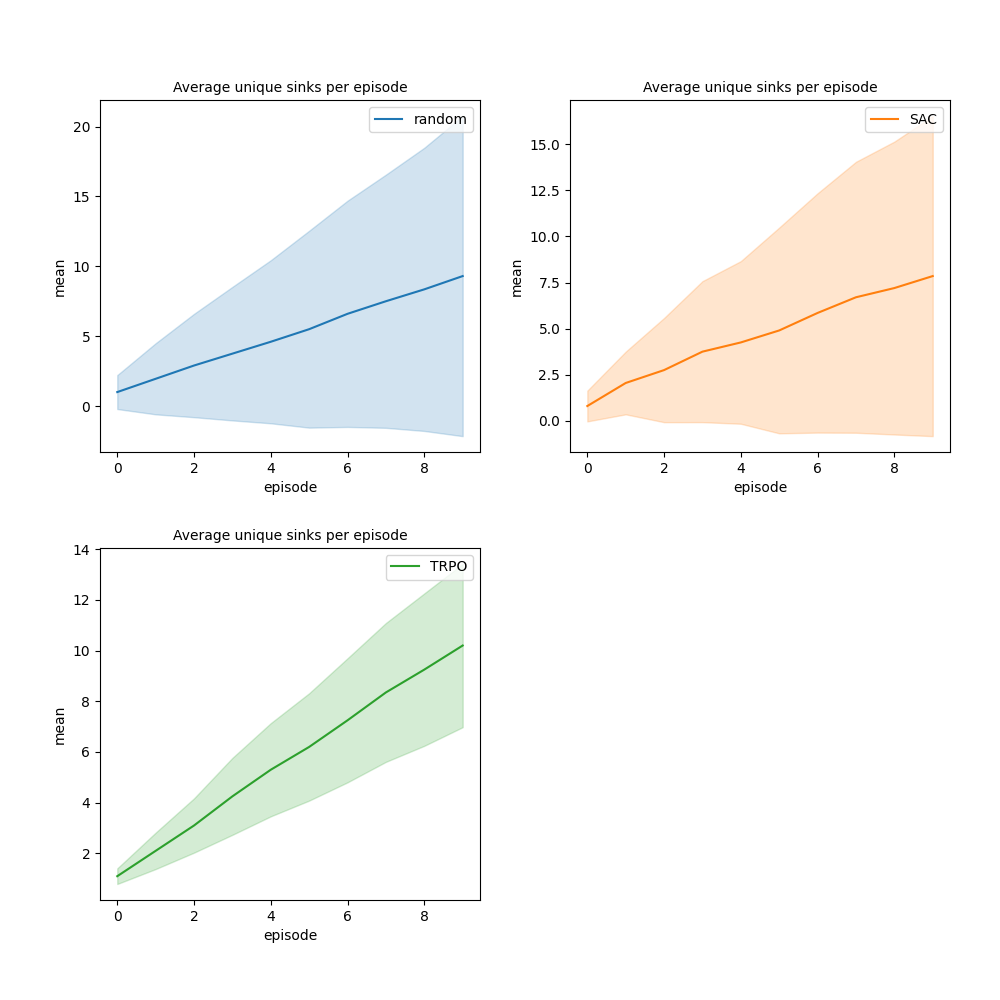 Average unique sinks per episode
random
20
15
10
5
0
mean
0 2 4 6 8
episode
Average unique sinks per episode
SAC
15.0
12.5
10.0
7.5
5.0
2.5
0.0
mean
0 2 4 6 8
episode
Average unique sinks per episode
TRPO
14
12
10
8
6
4
2
mean
0 2 4 6 8
episode